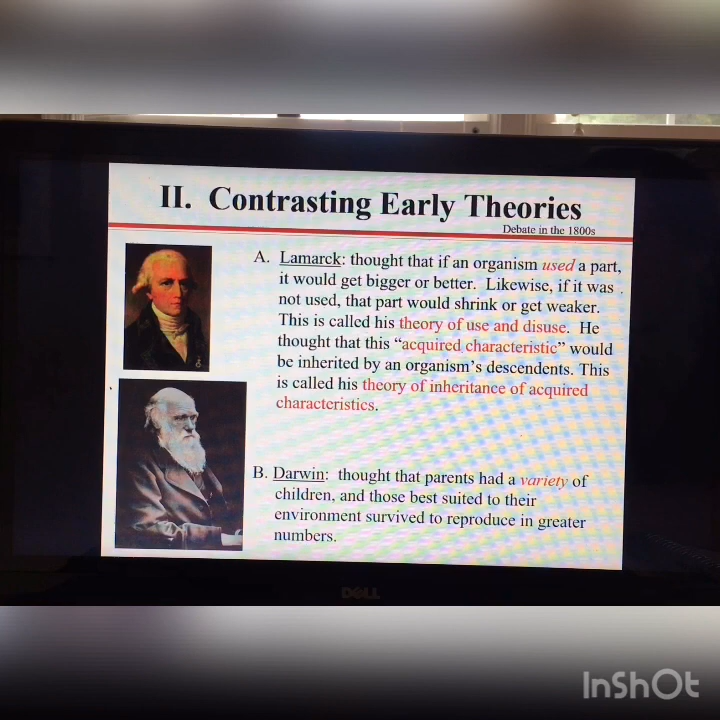 II. Contrasting Early Theories
Debate in the 1800s
A. Lamarck: thought that if an organism used a part,
it would get bigger or better. Likewise, if it was
not used, that part would shrink or get weaker.
This is called his theory of use and disuse. He
thought that this “acquired characteristic” would
be inherited by an organism’s descendents. This
is called his theory of inheritance of acquired
characteristics.
B. Darwin: thought that parents had a variety of
children, and those best suited to their
environment survived to reproduce in greater
numbers.
DELL
InShOt